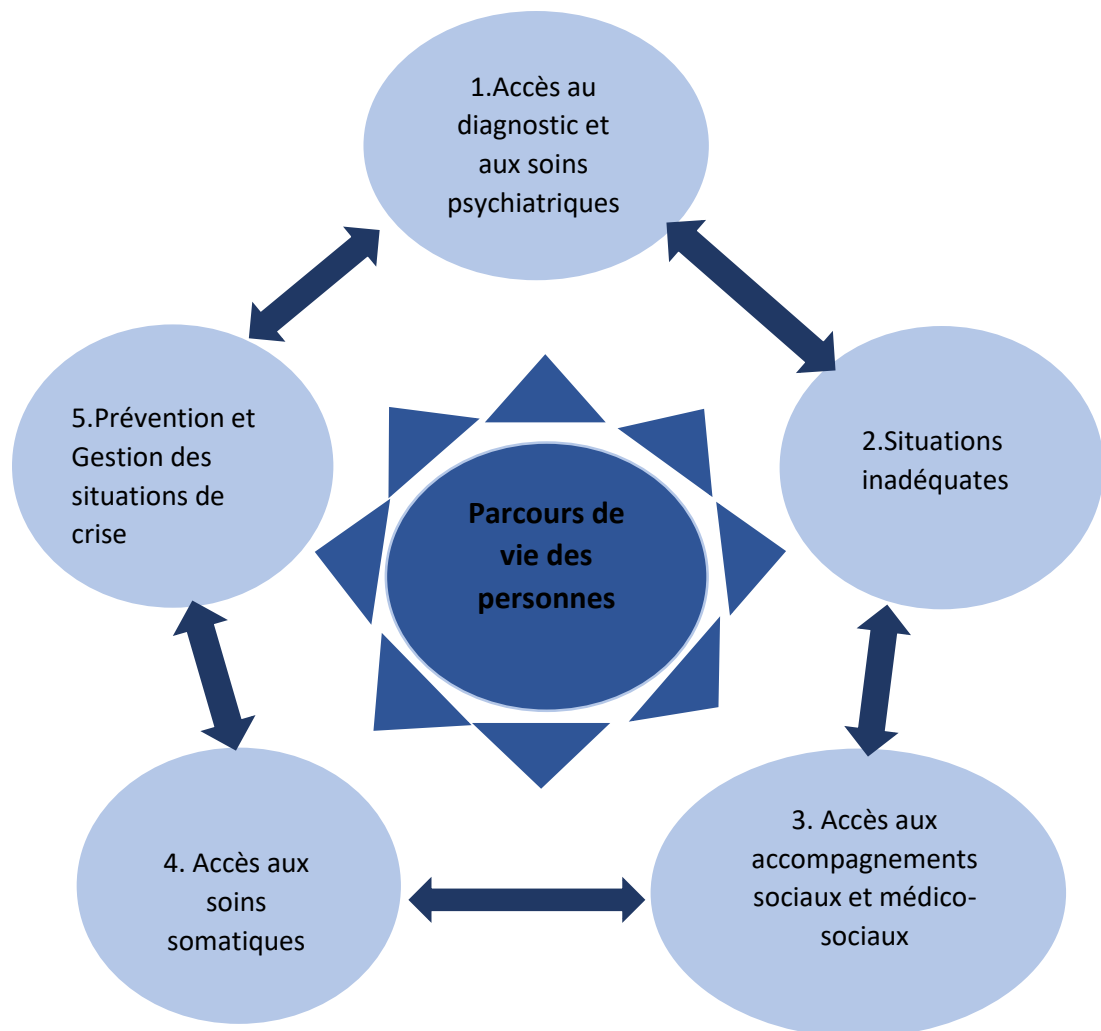 1.Accès au
diagnostic et
aux soins
psychiatriques
5.Prévention et
Gestion des
situations de
crise
Parcours de
vie des
personnes
2.Situations
inadéquates
4. Accès aux
soins
somatiques
3. Accès aux
accompagnements
sociaux et médico-
sociaux